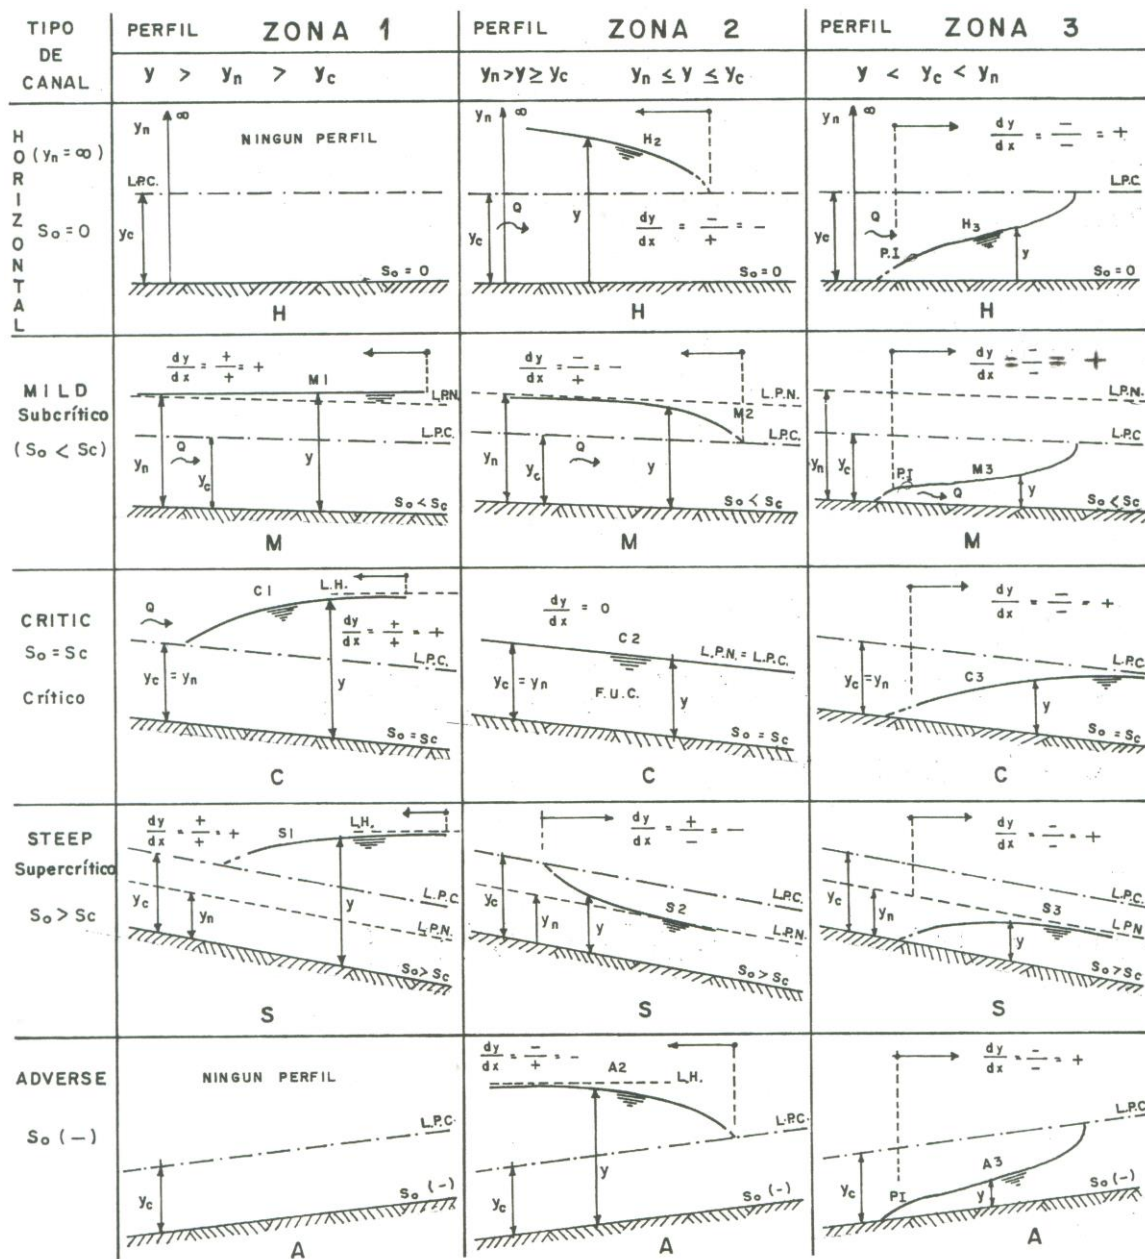 TIPO DE CANAL
PERFIL ZONA 1
PERFIL ZONA 2
PERFIL ZONA 3
y > yn > yc
yn > y ≥ yc yn ≤ y ≤ yc
y < yc < yn
HORIZONTAL
(yn = ∞)
So = 0
yn ∞
NINGUN PERFIL
L.P.C.
yc
So = 0
H
yn ∞
H2
Q
y
yc
dy/dx = −/+ = −
So = 0
H
yn ∞
dy/dx = −/− = +
L.P.C.
Q
H3
yc
P.I
y
So = 0
H
MILD
Subcrítico
(So < Sc)
dy/dx = +/+ = +
M1
L.P.N.
L.P.C.
Q
yn
yc
y
So < Sc
M
dy/dx = −/+ = −
L.P.N.
M2
L.P.C.
yn
yc
Q
y
So < Sc
M
dy/dx = −/− = +
L.P.N.
L.P.C
yn
yc
P.I
M3
Q
y
So < Sc
M
CRITIC
So = Sc
Crítico
C1
L.H.
Q
dy/dx = +/+ = +
L.P.C.
yc = yn
y
So = Sc
C
dy/dx = 0
C2
L.P.N. = L.P.C.
yc = yn
F.U.C.
y
So = Sc
C
dy/dx = −/− = +
L.P.C.
yc = yn
C3
y
So = Sc
C
STEEP
Supercrítico
So > Sc
dy/dx = +/+ = +
S1
L.H.
yc
yn
y
L.P.C.
L.P.N.
So > Sc
S
dy/dx = +/− = −
L.P.C.
yc
yn
y
S2
L.P.N.
So > Sc
S
dy/dx = −/− = +
L.P.C.
yc
yn
S3
L.P.N
y
So > Sc
S
ADVERSE
So (−)
NINGUN PERFIL
L.P.C.
yc
So (−)
A
dy/dx = −/+ = −
A2
L.H.
L.P.C.
yc
y
So (−)
A
dy/dx = −/− = +
L.P.C
yc
PI
A3
y
So (−)
A